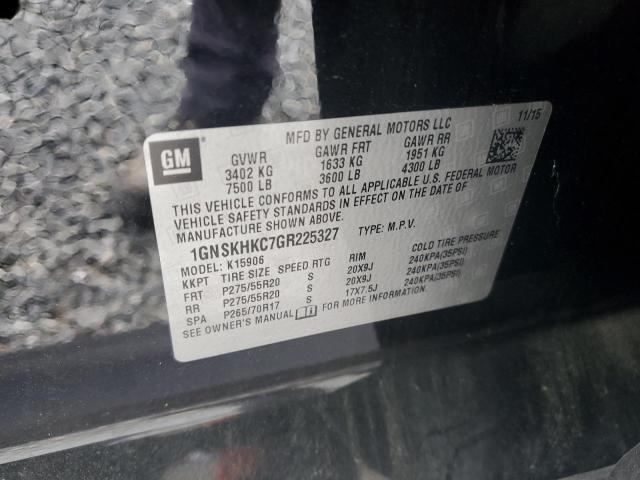 GM
MFD BY GENERAL MOTORS LLC 11/15
GVWR GAWR FRT GAWR RR
3402 KG 1633 KG 1951 KG
7500 LB 3600 LB 4300 LB
THIS VEHICLE CONFORMS TO ALL APPLICABLE U.S. FEDERAL MOTOR
VEHICLE SAFETY STANDARDS IN EFFECT ON THE DATE OF
MANUFACTURE SHOWN ABOVE.
1GNSKHKC7GR225327 TYPE: M.P.V.
MODEL: K15906
KKPT TIRE SIZE SPEED RTG RIM COLD TIRE PRESSURE
FRT P275/55R20 S 20X9J 240KPA(35PSI)
RR P275/55R20 S 20X9J 240KPA(35PSI)
SPA P265/70R17 S 17X7.5J 240KPA(35PSI)
SEE OWNER'S MANUAL FOR MORE INFORMATION.